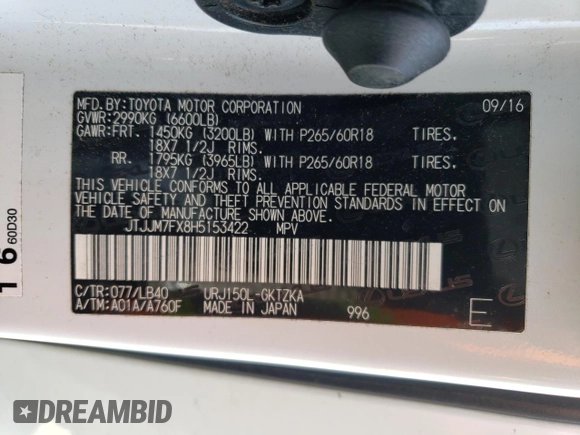 MFD.BY:TOYOTA MOTOR CORPORATION 09/16
GVWR:2990KG (6600LB)
GAWR:FRT. 1450KG (3200LB) WITH P265/60R18 TIRES.
18X7 1/2J RIMS.
RR. 1795KG (3965LB) WITH P265/60R18 TIRES.
18X7 1/2J RIMS.
THIS VEHICLE CONFORMS TO ALL APPLICABLE FEDERAL MOTOR
VEHICLE SAFETY AND THEFT PREVENTION STANDARDS IN EFFECT
ON THE DATE OF MANUFACTURE SHOWN ABOVE.
JTJJM7FX8H5153422 MPV
C/TR:077/LB40 URJ150L-GKTZKA
A/TM:A01A/A760F MADE IN JAPAN 996 E
1 6 60D30
DREAMBID